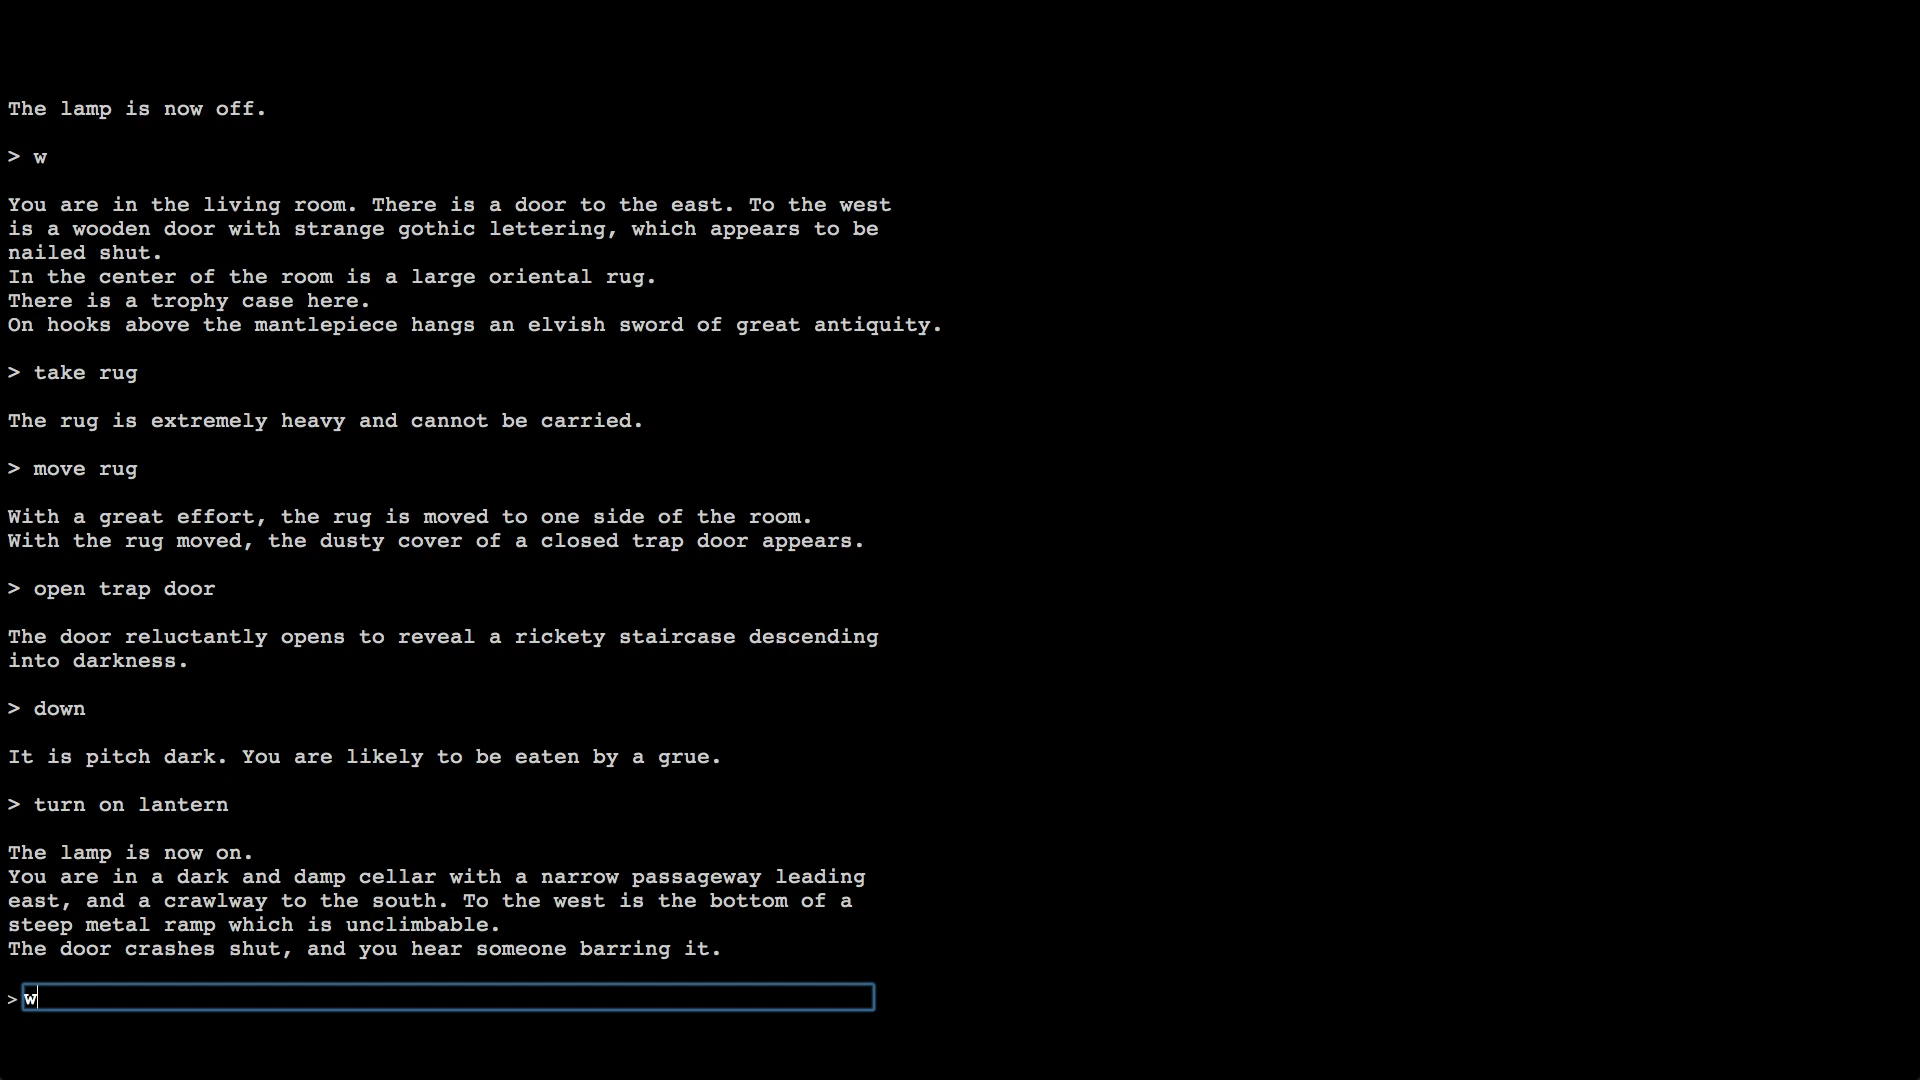 The lamp is now off.
> w
You are in the living room. There is a door to the east. To the west
is a wooden door with strange gothic lettering, which appears to be
nailed shut.
In the center of the room is a large oriental rug.
There is a trophy case here.
On hooks above the mantlepiece hangs an elvish sword of great antiquity.
> take rug
The rug is extremely heavy and cannot be carried.
> move rug
With a great effort, the rug is moved to one side of the room.
With the rug moved, the dusty cover of a closed trap door appears.
> open trap door
The door reluctantly opens to reveal a rickety staircase descending
into darkness.
> down
It is pitch dark. You are likely to be eaten by a grue.
> turn on lantern
The lamp is now on.
You are in a dark and damp cellar with a narrow passageway leading
east, and a crawlway to the south. To the west is the bottom of a
steep metal ramp which is unclimbable.
The door crashes shut, and you hear someone barring it.
>w